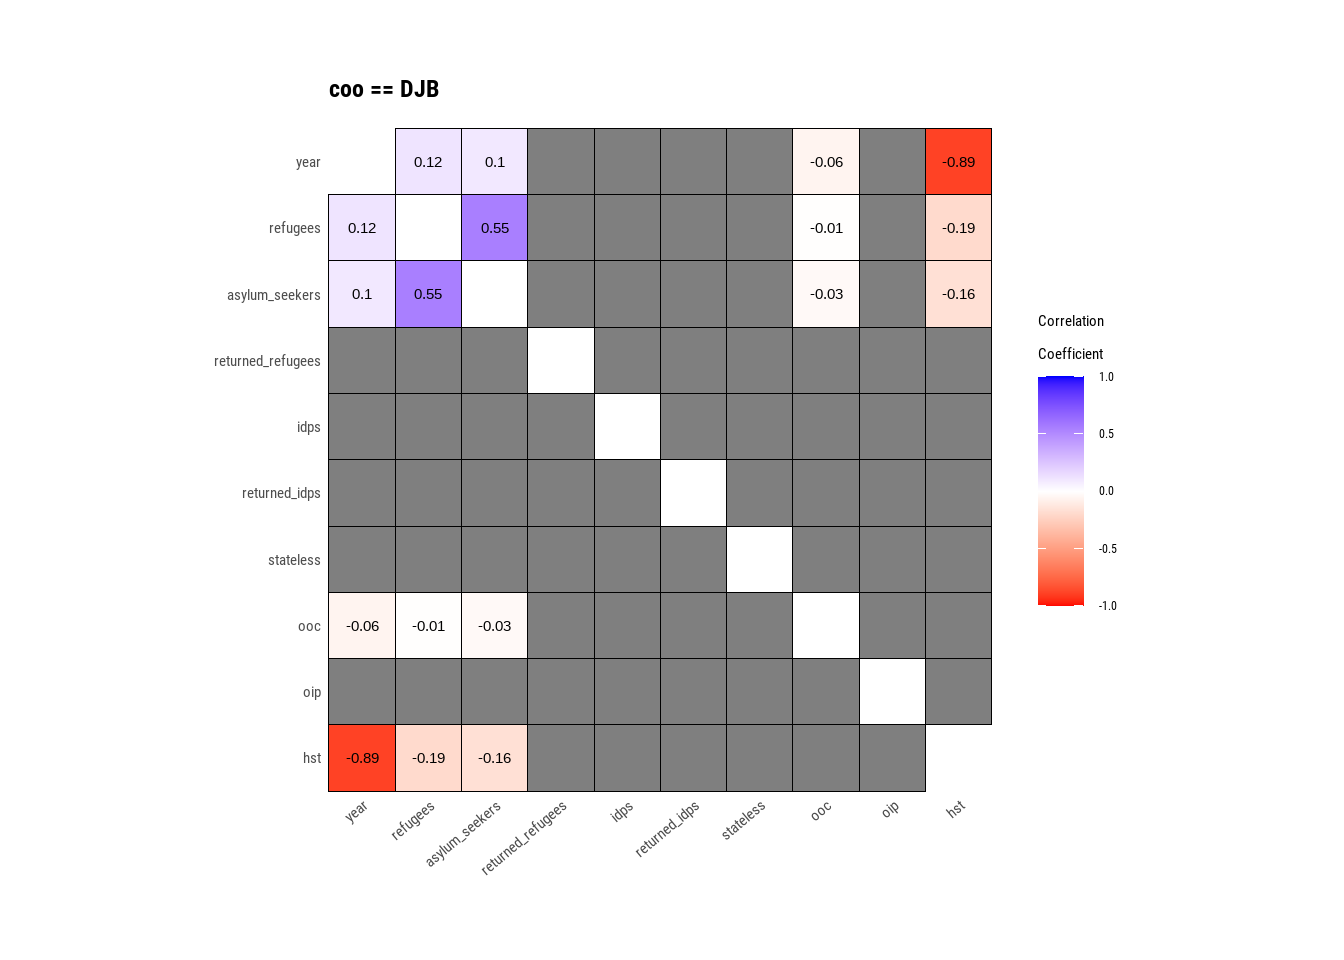 coo == DJB
year 0.12 0.1 -0.06 -0.89
refugees 0.12 0.55 -0.01 -0.19
asylum_seekers 0.1 0.55 -0.03 -0.16
returned_refugees
idps
returned_idps
stateless
ooc -0.06 -0.01 -0.03
oip
hst -0.89 -0.19 -0.16
year refugees asylum_seekers returned_refugees idps returned_idps stateless ooc oip hst
Correlation
Coefficient
1.0
0.5
0.0
-0.5
-1.0